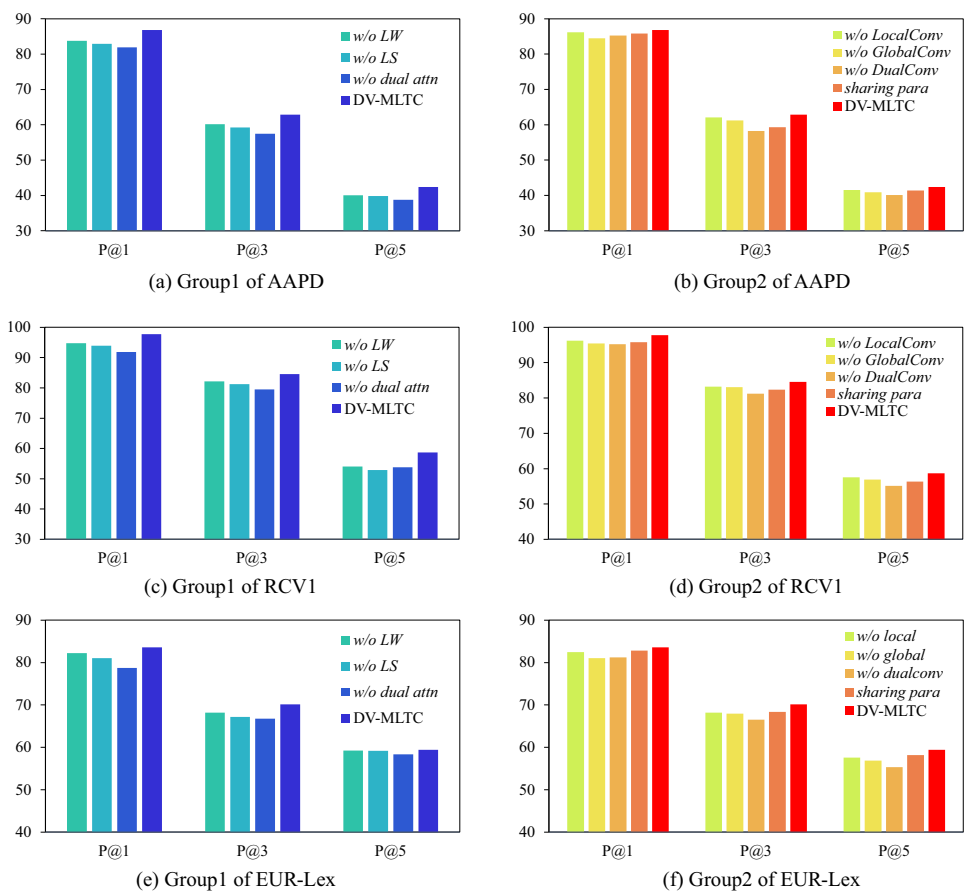 90
80
70
60
50
40
30
P@1
P@3
P@5
w/o LW
w/o LS
w/o dual attn
DV-MLTC
(a) Group1 of AAPD
90
80
70
60
50
40
30
P@1
P@3
P@5
w/o LocalConv
w/o GlobalConv
w/o DualConv
sharing para
DV-MLTC
(b) Group2 of AAPD
100
90
80
70
60
50
40
30
P@1
P@3
P@5
w/o LW
w/o LS
w/o dual attn
DV-MLTC
(c) Group1 of RCV1
100
90
80
70
60
50
40
P@1
P@3
P@5
w/o LocalConv
w/o GlobalConv
w/o DualConv
sharing para
DV-MLTC
(d) Group2 of RCV1
90
80
70
60
50
40
P@1
P@3
P@5
w/o LW
w/o LS
w/o dual attn
DV-MLTC
(e) Group1 of EUR-Lex
90
80
70
60
50
40
P@1
P@3
P@5
w/o local
w/o global
w/o dualconv
sharing para
DV-MLTC
(f) Group2 of EUR-Lex